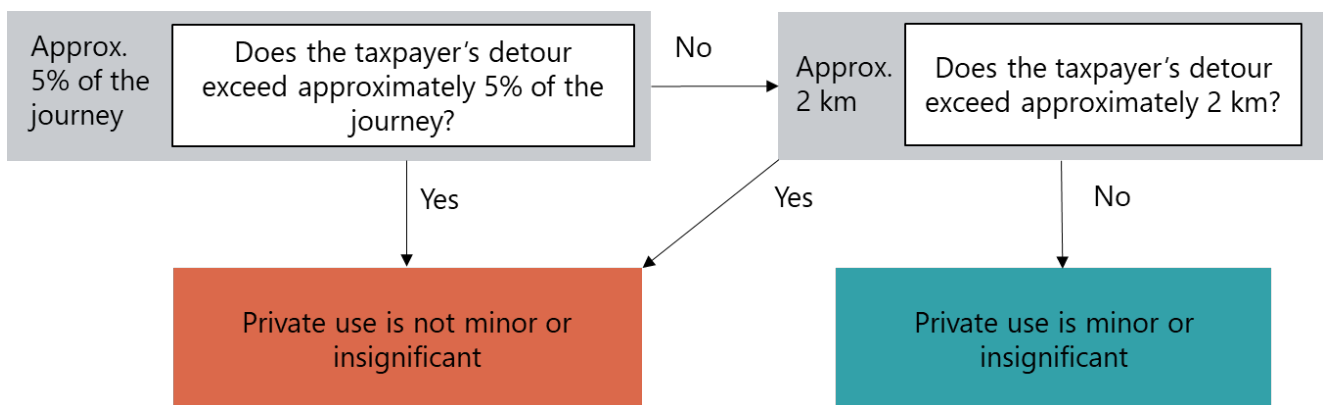 Approx.
5% of the
journey
Does the taxpayer's detour
exceed approximately 5% of the
journey?
No
Approx.
2 km
Does the taxpayer's detour
exceed approximately 2 km?
Yes
Yes
No
Private use is not minor or
insignificant
Private use is minor or
insignificant